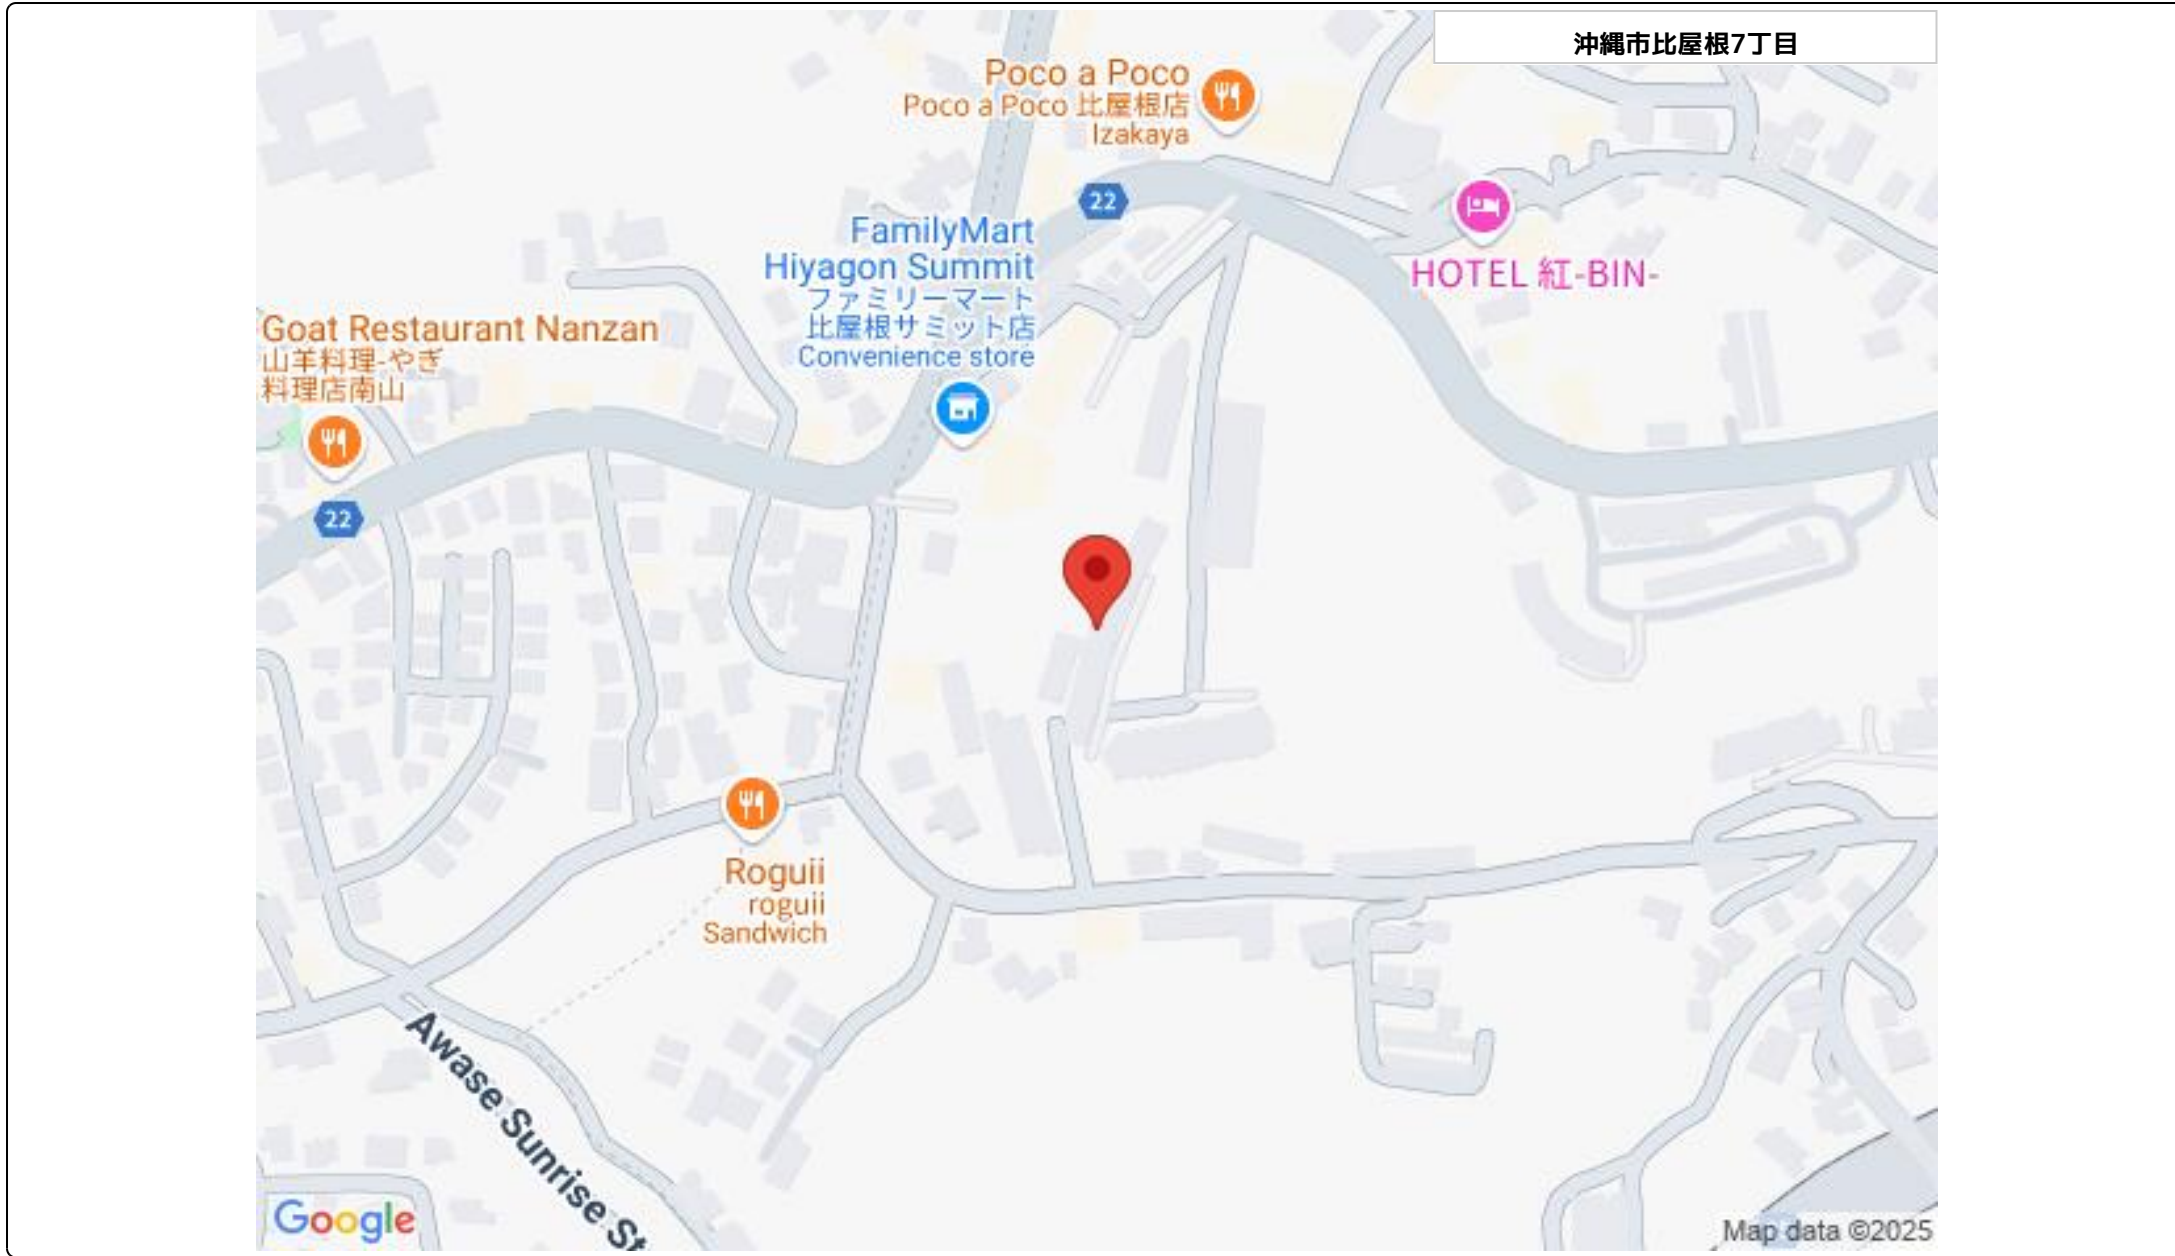 沖縄市比屋根7丁目
Poco a Poco
Poco a Poco 比屋根店
Izakaya
22
FamilyMart
Hiyagon Summit
ファミリーマート
比屋根サミット店
Convenience store
HOTEL 紅-BIN-
Goat Restaurant Nanzan
山羊料理-やぎ
料理店南山
22
Roguii
roguii
Sandwich
Awase Sunrise St
Google
Map data ©2025